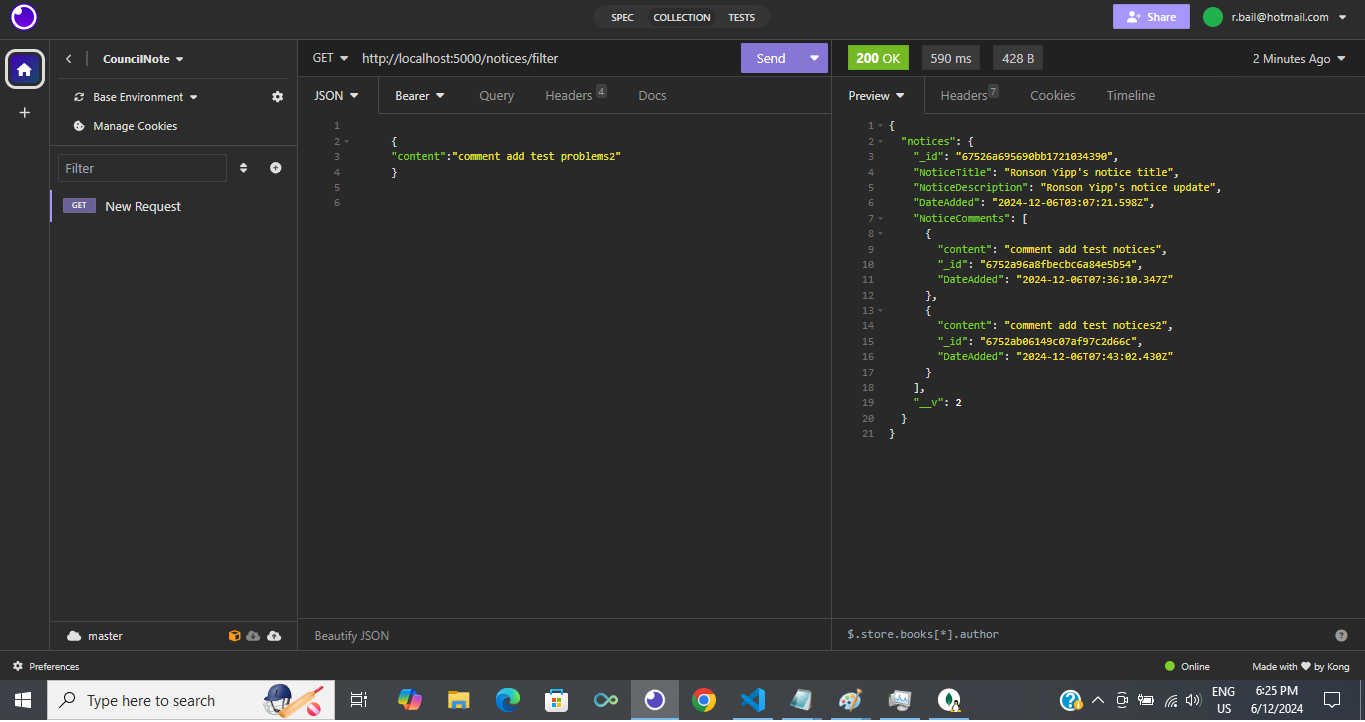 SPEC COLLECTION TESTS
Share
r.bail@hotmail.com
CouncilNote
Base Environment
Manage Cookies
Filter
GET New Request
master
GET http://localhost:5000/notices/filter
Send
JSON Bearer Query Headers 4 Docs
1
2 {
3 "content":"comment add test problems2"
4 }
5
6
Beautify JSON
200 OK 590 ms 428 B 2 Minutes Ago
Preview Headers 7 Cookies Timeline
1 {
2 "notices": {
3 "_id": "67526a695690bb1721034390",
4 "NoticeTitle": "Ronson Yipp's notice title",
5 "NoticeDescription": "Ronson Yipp's notice update",
6 "DateAdded": "2024-12-06T03:07:21.598Z",
7 "NoticeComments": [
8 {
9 "content": "comment add test notices",
10 "_id": "6752a96a8fbecbc6a84e5b54",
11 "DateAdded": "2024-12-06T07:36:10.347Z"
12 },
13 {
14 "content": "comment add test notices2",
15 "_id": "6752ab06149c07af97c2d66c",
16 "DateAdded": "2024-12-06T07:43:02.430Z"
17 }
18 ],
19 "__v": 2
20 }
21 }
$.store.books[*].author
Preferences
Online
Made with ❤ by Kong
Type here to search
ENG
US
6:25 PM
6/12/2024